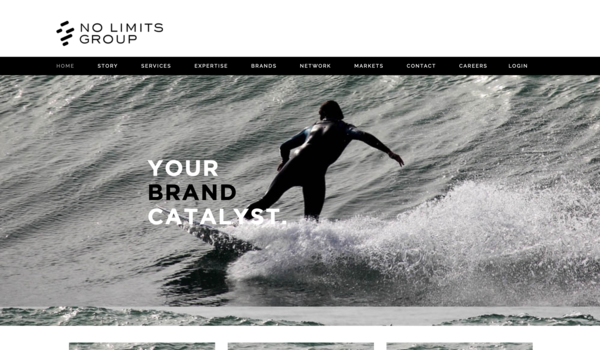 NO LIMITS
GROUP
HOME STORY SERVICES EXPERTISE BRANDS NETWORK MARKETS CONTACT CAREERS LOGIN
YOUR
BRAND
CATALYST.